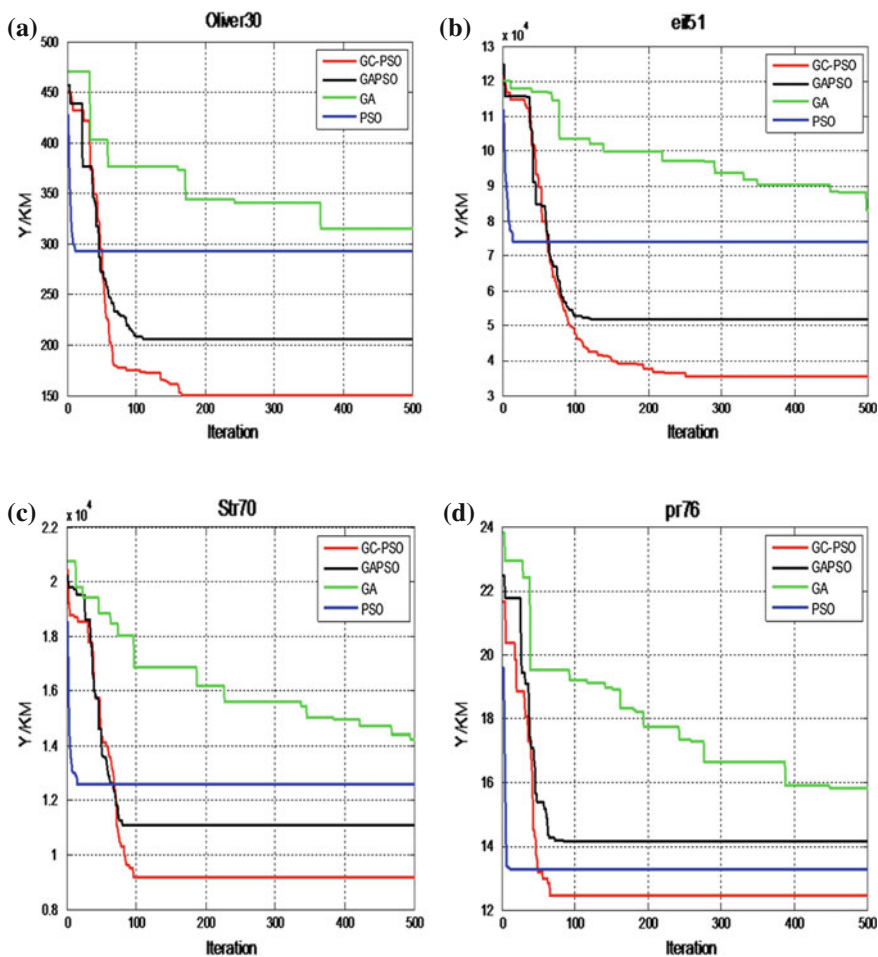 (a)
Oliver30
500
450
400
350
300
250
200
150
0
100
200
300
400
500
Y/KM
Iteration
GC-PSO
GAPSO
GA
PSO
(b)
eil51
x 10⁴
13
12
11
10
9
8
7
6
5
4
3
0
100
200
300
400
500
Y/KM
Iteration
GC-PSO
GAPSO
GA
PSO
(c)
Str70
x 10⁴
2.2
2
1.8
1.6
1.4
1.2
1
0.8
0
100
200
300
400
500
Y/KM
Iteration
GC-PSO
GAPSO
GA
PSO
(d)
pr76
24
22
20
18
16
14
12
0
100
200
300
400
500
Y/KM
Iteration
GC-PSO
GAPSO
GA
PSO